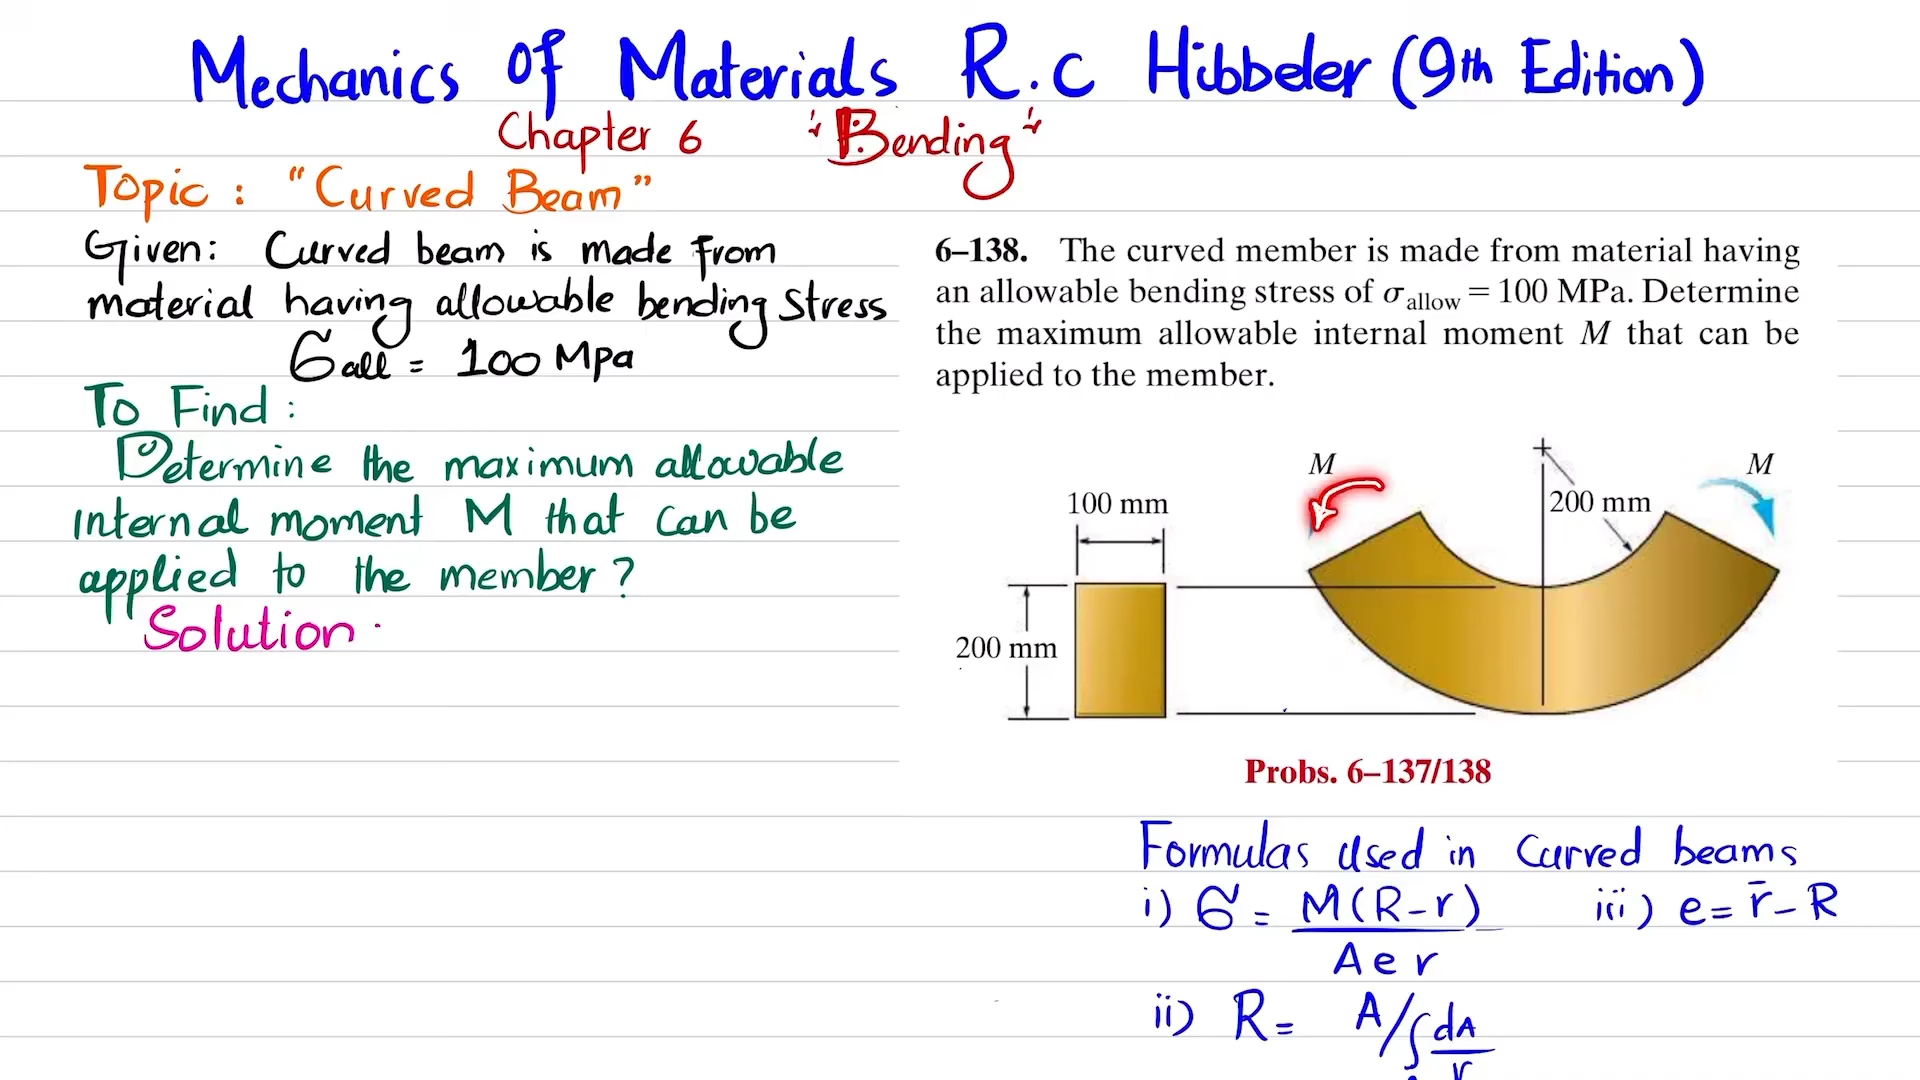 Mechanics of Materials R.C Hibbeler (9th Edition)
Chapter 6 "Bending"
Topic : "Curved Beam"
Given: Curved beam is made from
material having allowable bending stress
σall = 100 Mpa
To Find :
Determine the maximum allowable
internal moment M that can be
applied to the member ?
Solution.
6–138. The curved member is made from material having
an allowable bending stress of σallow = 100 MPa. Determine
the maximum allowable internal moment M that can be
applied to the member.
M
M
100 mm
200 mm
200 mm
Probs. 6–137/138
Formulas used in Curved beams
i) σ = M(R-r) / A e r
iii) e = r̄ - R
ii) R = A / ∫ dA / r